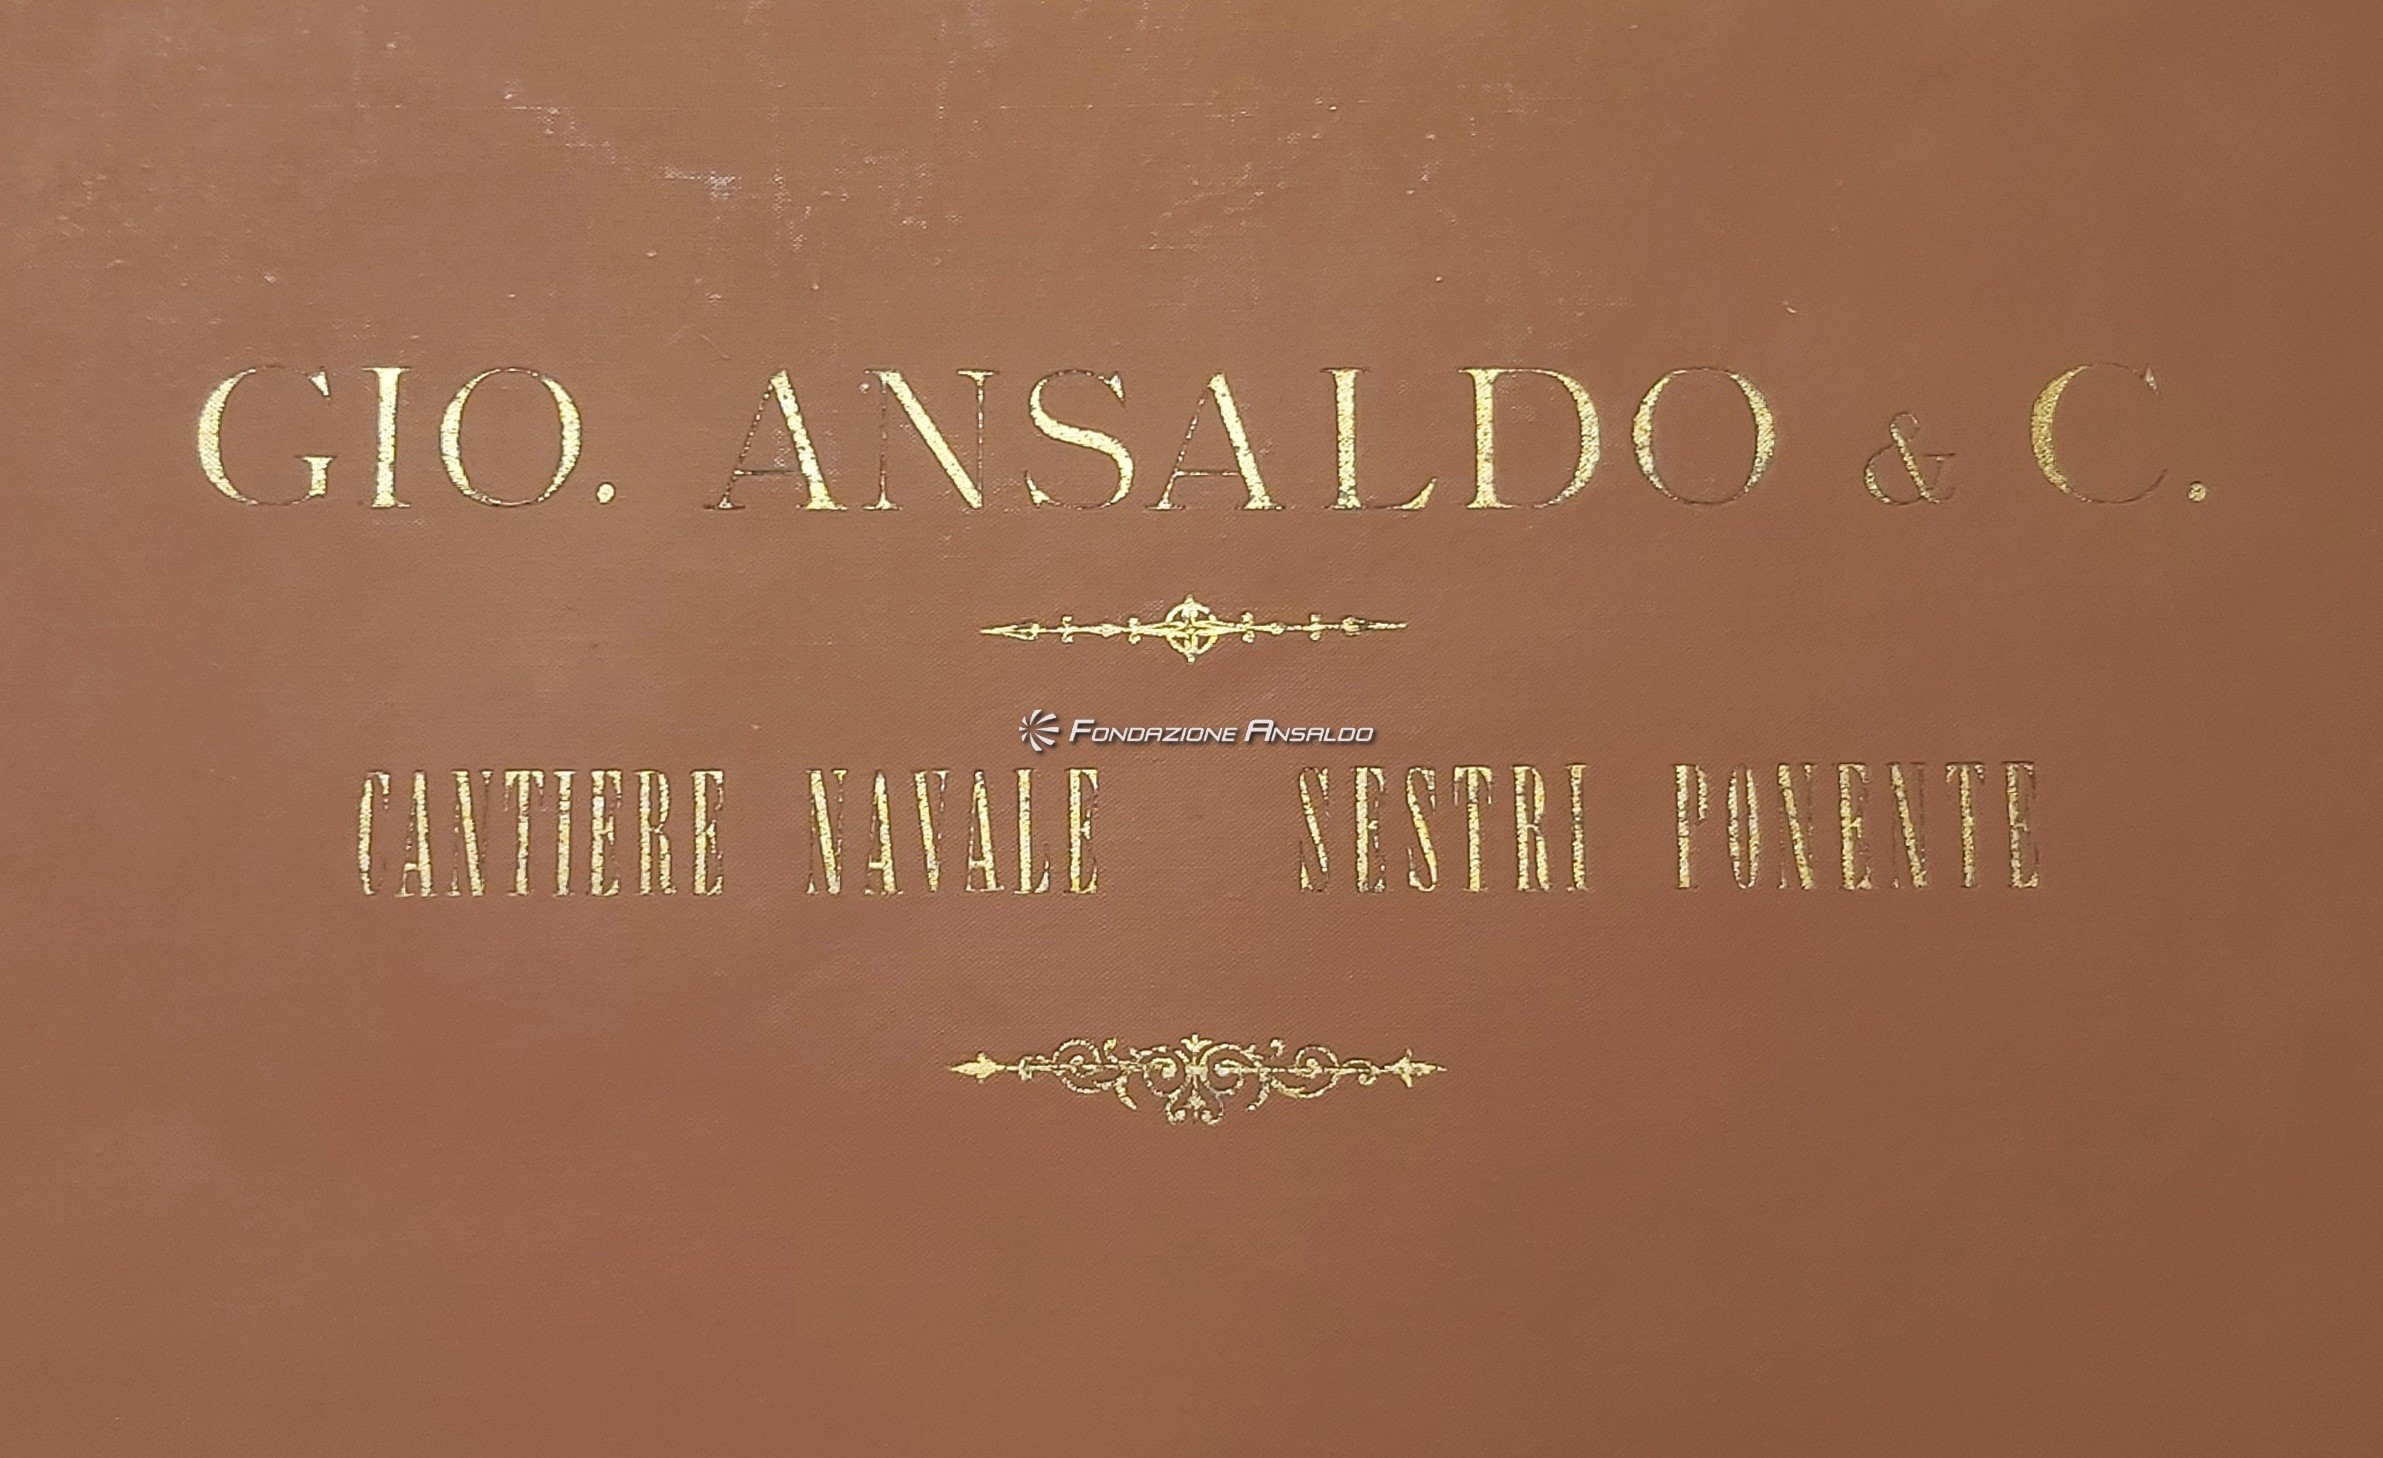 GIO. ANSALDO & C.
FONDAZIONE ANSALDO
CANTIERE NAVALE SESTRI PONENTE